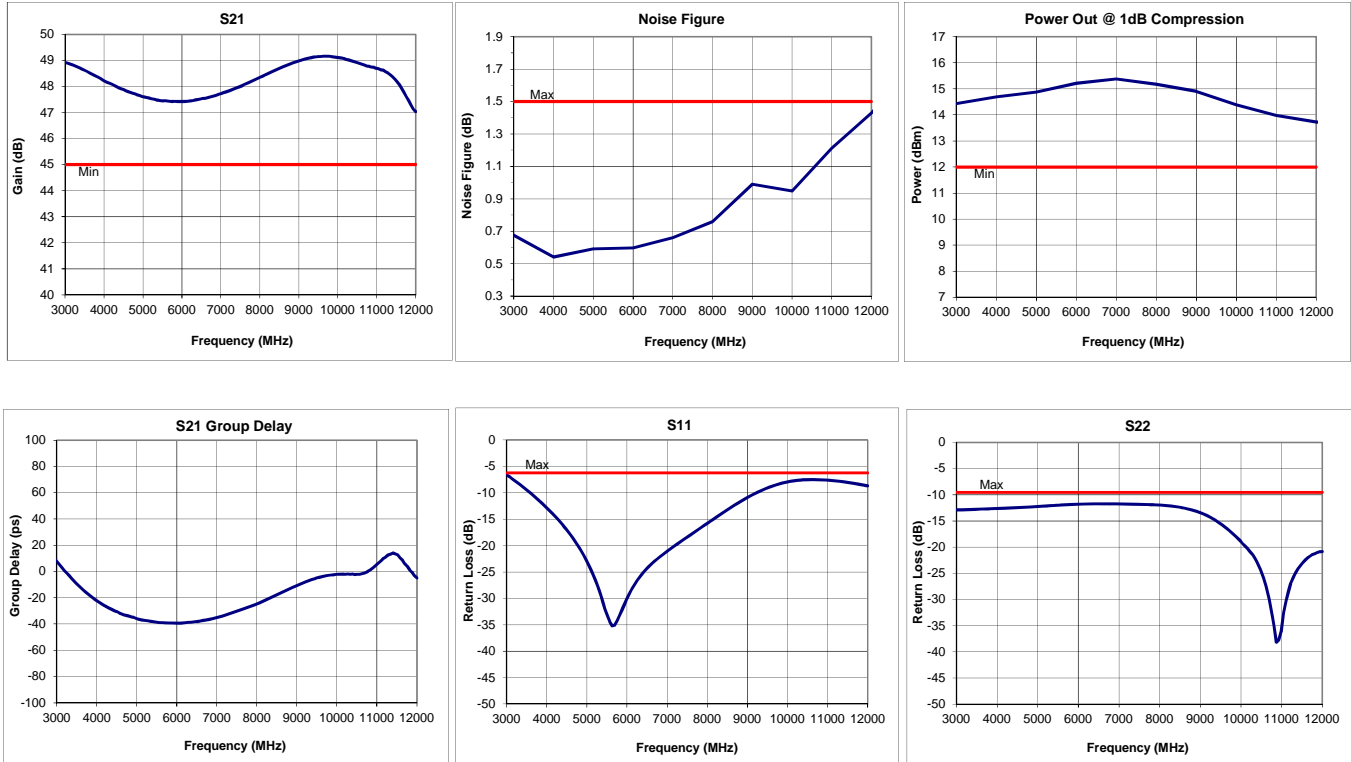 S21
50
49
48
47
46
45
44
43
42
41
40
Gain (dB)
Min
3000 4000 5000 6000 7000 8000 9000 10000 11000 12000
Frequency (MHz)
Noise Figure
1.9
1.7
1.5
1.3
1.1
0.9
0.7
0.5
0.3
Noise Figure (dB)
Max
3000 4000 5000 6000 7000 8000 9000 10000 11000 12000
Frequency (MHz)
Power Out @ 1dB Compression
17
16
15
14
13
12
11
10
9
8
7
Power (dBm)
Min
3000 4000 5000 6000 7000 8000 9000 10000 11000 12000
Frequency (MHz)
S21 Group Delay
100
80
60
40
20
0
-20
-40
-60
-80
-100
Group Delay (ps)
3000 4000 5000 6000 7000 8000 9000 10000 11000 12000
Frequency (MHz)
S11
0
-5
-10
-15
-20
-25
-30
-35
-40
-45
-50
Return Loss (dB)
Max
3000 4000 5000 6000 7000 8000 9000 10000 11000 12000
Frequency (MHz)
S22
0
-5
-10
-15
-20
-25
-30
-35
-40
-45
-50
Return Loss (dB)
Max
3000 4000 5000 6000 7000 8000 9000 10000 11000 12000
Frequency (MHz)